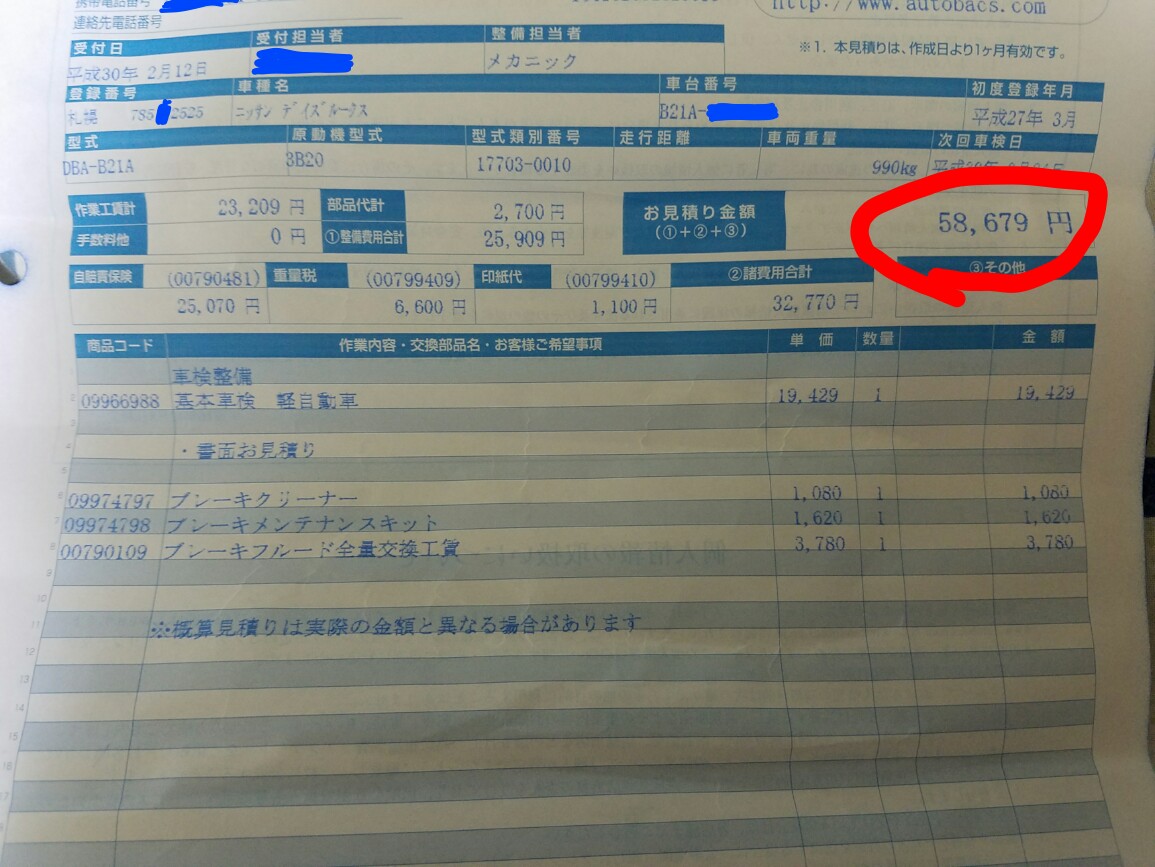 連絡先電話番号
http://www.autobacs.com
受付日 受付担当者 整備担当者
平成30年 2月12日 メカニック
※1. 本見積りは、作成日より1ヶ月有効です。
登録番号 車種名 車台番号 初度登録年月
札幌 785 2525 ニッサン デイズルークス B21A- 平成27年 3月
型式 原動機型式 型式類別番号 走行距離 車両重量 次回車検日
DBA-B21A 3B20 17703-0010 990kg
作業工賃計 23,209 円 部品代計 2,700 円 お見積り金額 58,679 円
手数料他 0 円 ①整備費用合計 25,909 円 (①+②+③)
自賠責保険 (00790481) 重量税 (00799409) 印紙代 (00799410) ②諸費用合計 ③その他
25,070 円 6,600 円 1,100 円 32,770 円
商品コード 作業内容・交換部品名・お客様ご希望事項 単価 数量 金額
車検整備
09966988 基本車検 軽自動車 19,429 1 19,429
・書面お見積り
09974797 ブレーキクリーナー 1,080 1 1,080
09974798 ブレーキメンテナンスキット 1,620 1 1,620
00790109 ブレーキフルード全量交換工賃 3,780 1 3,780
※概算見積りは実際の金額と異なる場合があります